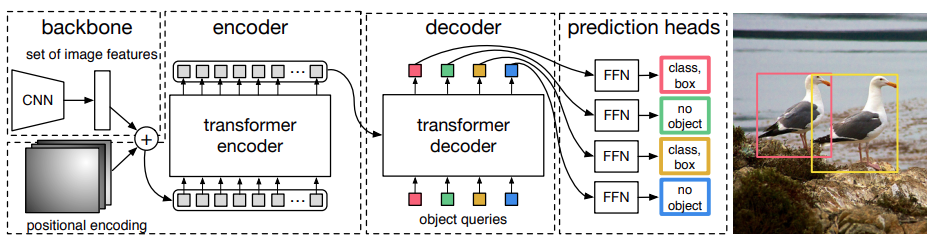 backbone
set of image features
CNN
+
positional encoding
encoder
...
transformer
encoder
...
decoder
transformer
decoder
object queries
prediction heads
FFN
class,
box
FFN
no
object
FFN
class,
box
FFN
no
object